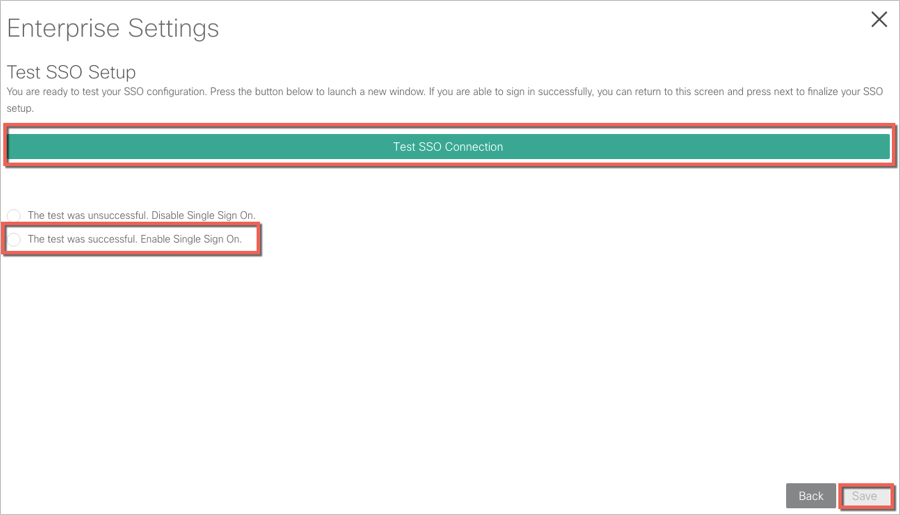 Enterprise Settings
Test SSO Setup
You are ready to test your SSO configuration. Press the button below to launch a new window. If you are able to sign in successfully, you can return to this screen and press next to finalize your SSO
setup.
Test SSO Connection
The test was unsuccessful. Disable Single Sign On.
The test was successful. Enable Single Sign On.
Back Save